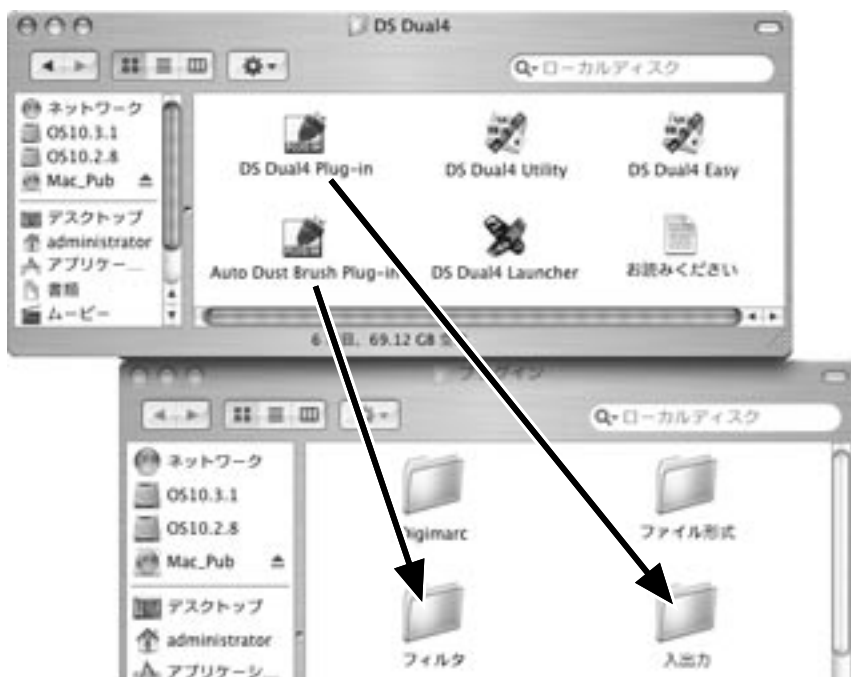 DS Dual4
ローカルディスク
ネットワーク
OS10.3.1
OS10.2.8
Mac_Pub
デスクトップ
administrator
アプリケー...
書類
ムービー
DS Dual4 Plug-in
DS Dual4 Utility
DS Dual4 Easy
Auto Dust Brush Plug-in
DS Dual4 Launcher
お読みください
69.12 GB
ローカルディスク
ネットワーク
OS10.3.1
OS10.2.8
Mac_Pub
デスクトップ
administrator
アプリケーシ...
Digimarc
ファイル形式
フィルタ
入出力